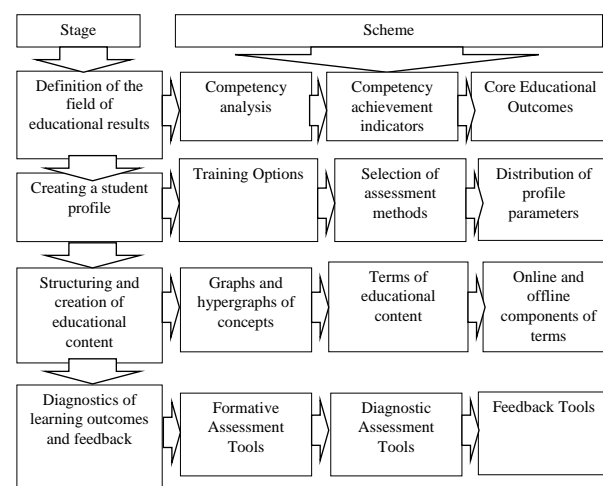 Stage
Scheme
Definition of the
field of
educational results
Competency
analysis
Competency
achievement
indicators
Core Educational
Outcomes
Creating a student
profile
Training Options
Selection of
assessment
methods
Distribution of
profile
parameters
Structuring and
creation of
educational
content
Graphs and
hypergraphs of
concepts
Terms of
educational
content
Online and
offline
components of
terms
Diagnostics of
learning outcomes
and feedback
Formative
Assessment
Tools
Diagnostic
Assessment
Tools
Feedback Tools